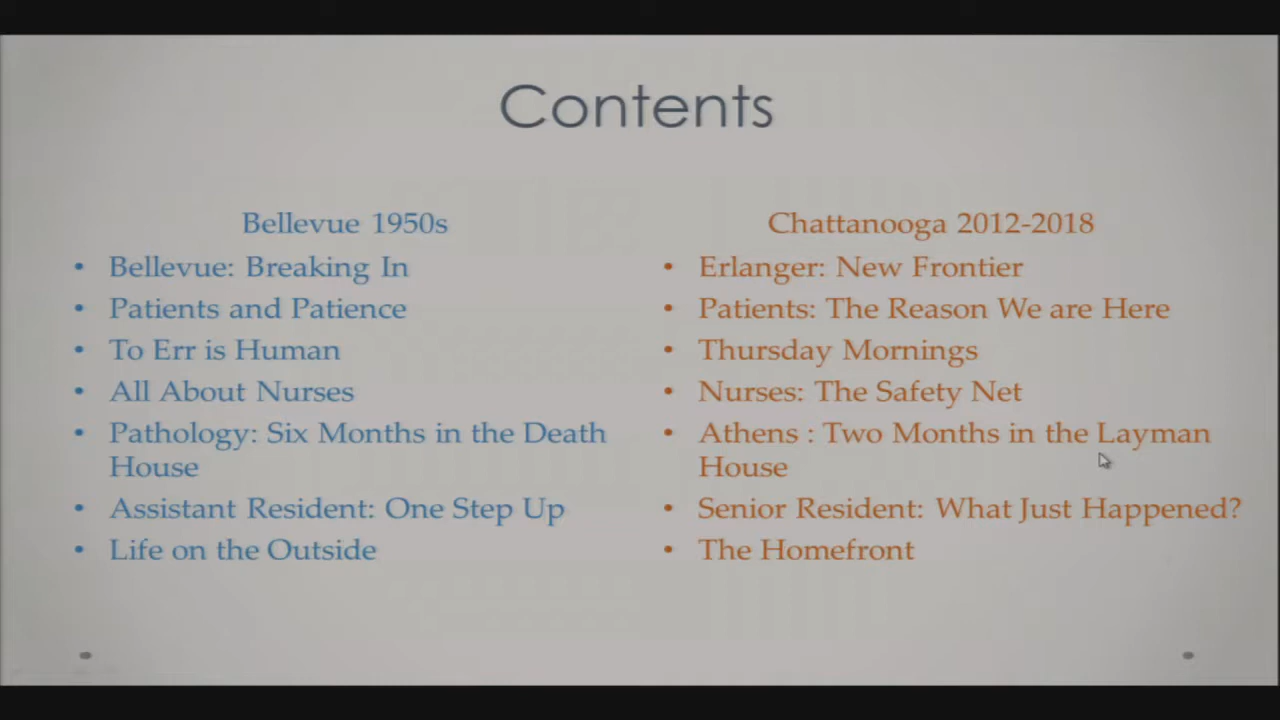 Contents
Bellevue 1950s
• Bellevue: Breaking In
• Patients and Patience
• To Err is Human
• All About Nurses
• Pathology: Six Months in the Death
House
• Assistant Resident: One Step Up
• Life on the Outside
Chattanooga 2012-2018
• Erlanger: New Frontier
• Patients: The Reason We are Here
• Thursday Mornings
• Nurses: The Safety Net
• Athens : Two Months in the Layman
House
• Senior Resident: What Just Happened?
• The Homefront